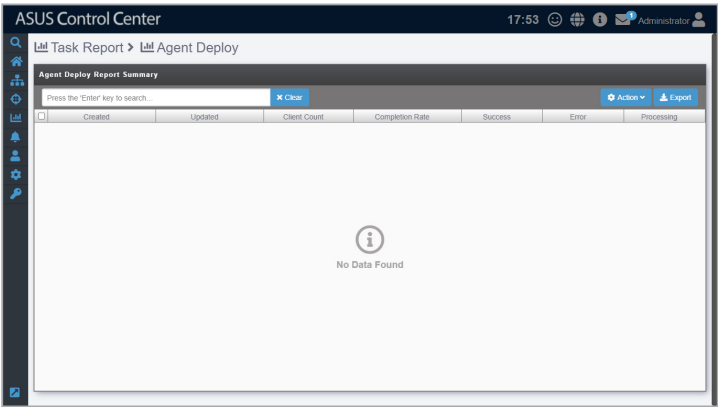 ASUS Control Center
17:53
1
Administrator
Task Report > Agent Deploy
Agent Deploy Report Summary
Press the 'Enter' key to search...
Clear
Action
Export
Created Updated Client Count Completion Rate Success Error Processing
No Data Found